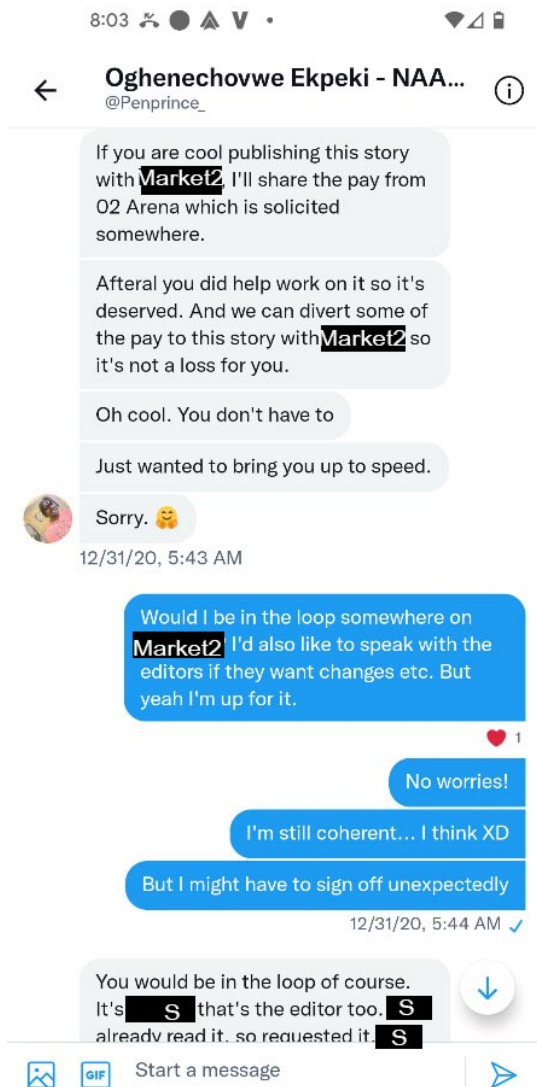 8:03
Oghenechovwe Ekpeki - NAA...
@Penprince_
If you are cool publishing this story
with Market2, I'll share the pay from
02 Arena which is solicited
somewhere.
Afteral you did help work on it so it's
deserved. And we can divert some of
the pay to this story with Market2 so
it's not a loss for you.
Oh cool. You don't have to
Just wanted to bring you up to speed.
Sorry. 🤗
12/31/20, 5:43 AM
Would I be in the loop somewhere on
Market2 I'd also like to speak with the
editors if they want changes etc. But
yeah I'm up for it.
❤️ 1
No worries!
I'm still coherent... I think XD
But I might have to sign off unexpectedly
12/31/20, 5:44 AM
You would be in the loop of course.
It's S that's the editor too. S
already read it, so requested it. S
GIF Start a message